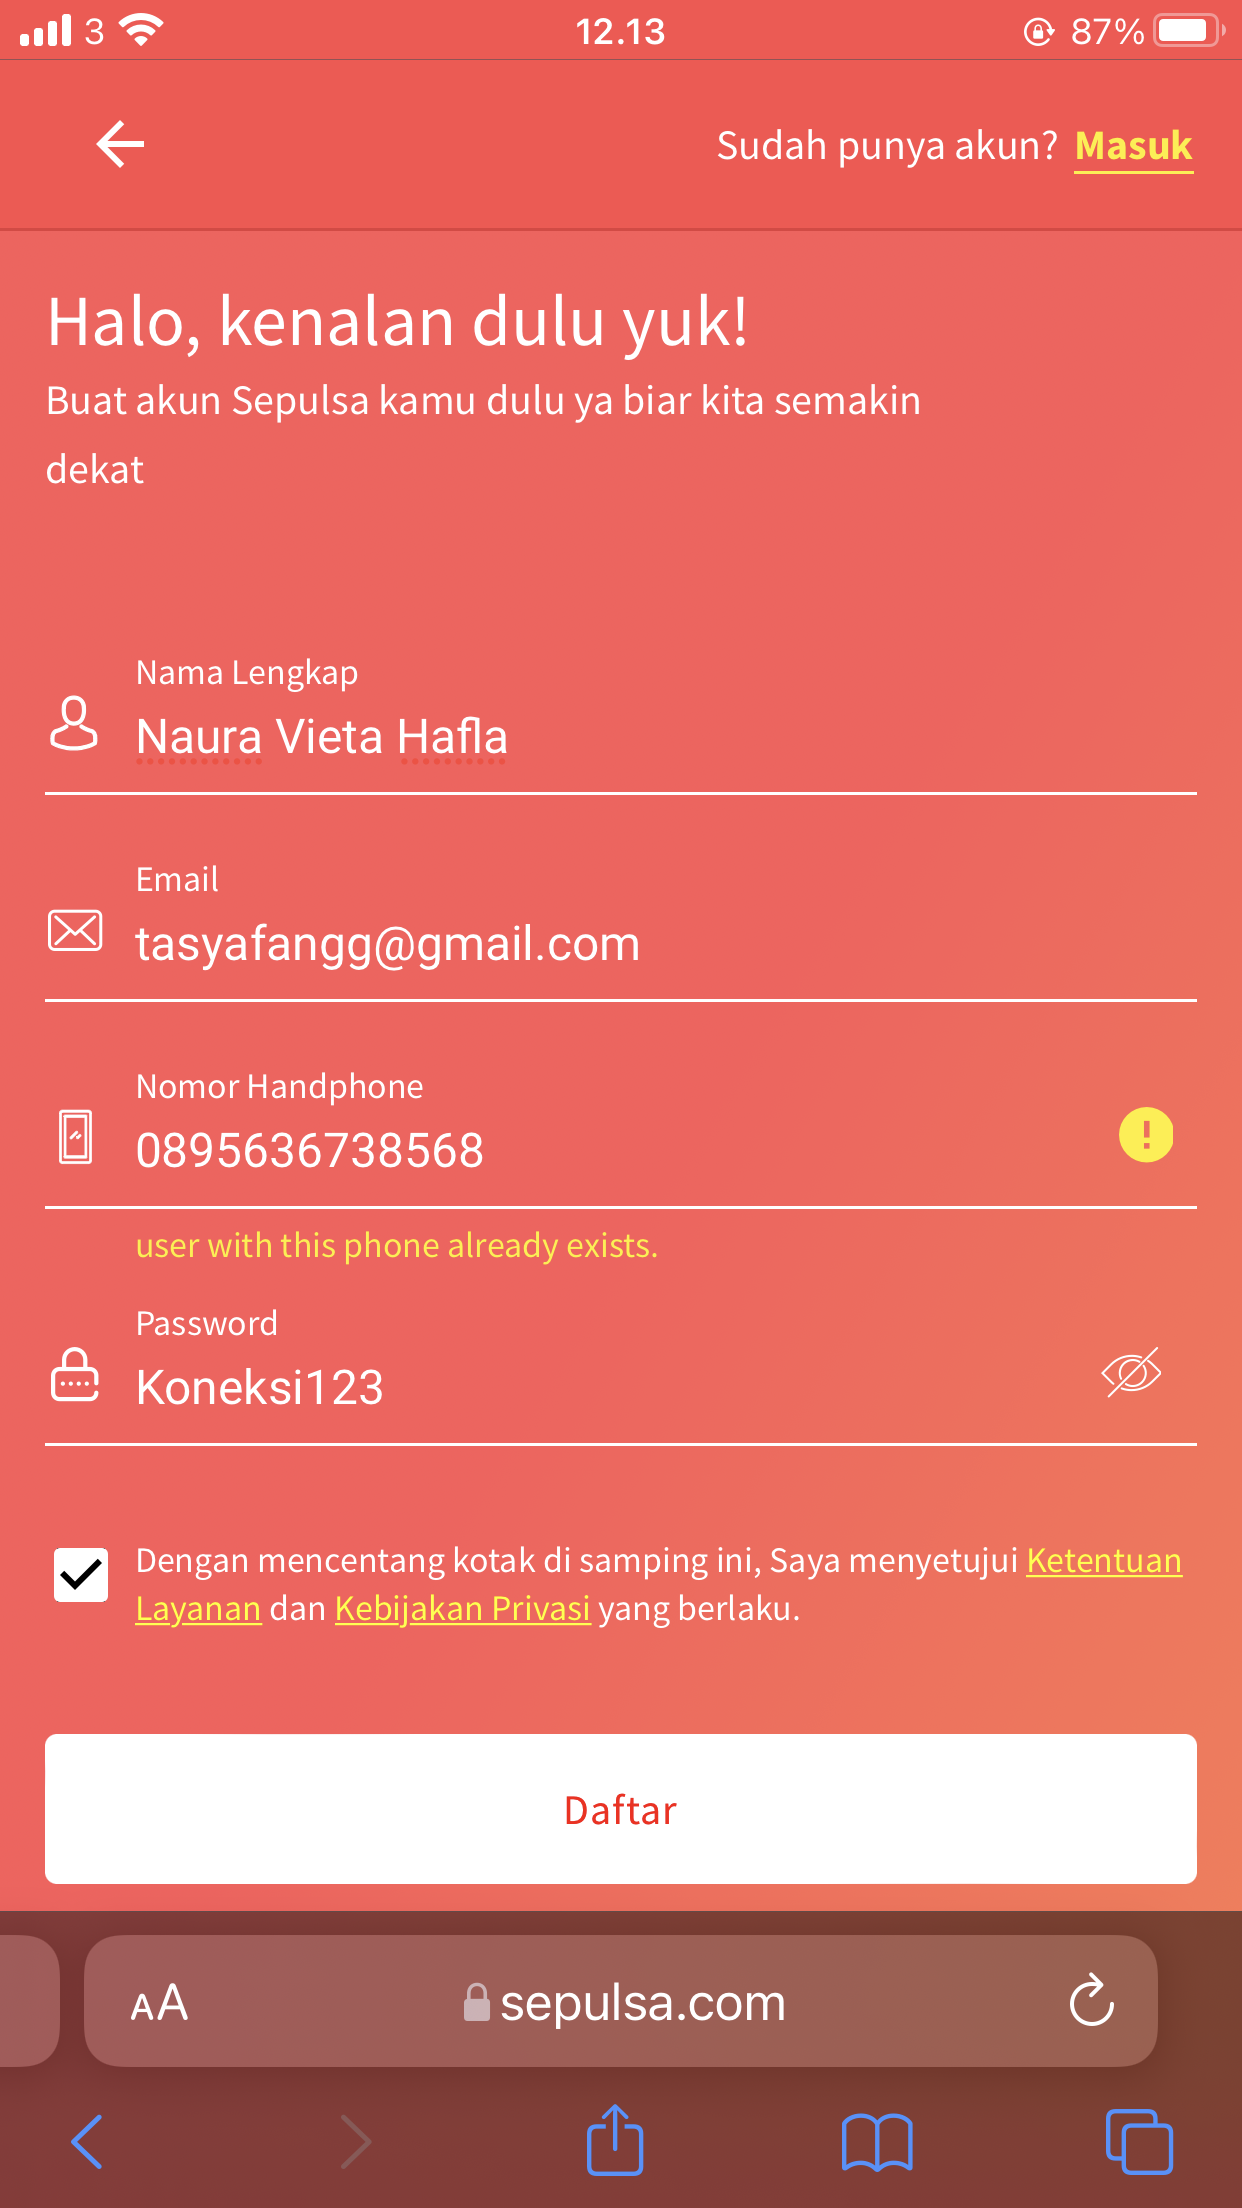 3
12.13
87%
Sudah punya akun? Masuk
Halo, kenalan dulu yuk!
Buat akun Sepulsa kamu dulu ya biar kita semakin
dekat
Nama Lengkap
Naura Vieta Hafla
Email
tasyafangg@gmail.com
Nomor Handphone
0895636738568
user with this phone already exists.
Password
Koneksi123
Dengan mencentang kotak di samping ini, Saya menyetujui Ketentuan
Layanan dan Kebijakan Privasi yang berlaku.
Daftar
AA
sepulsa.com